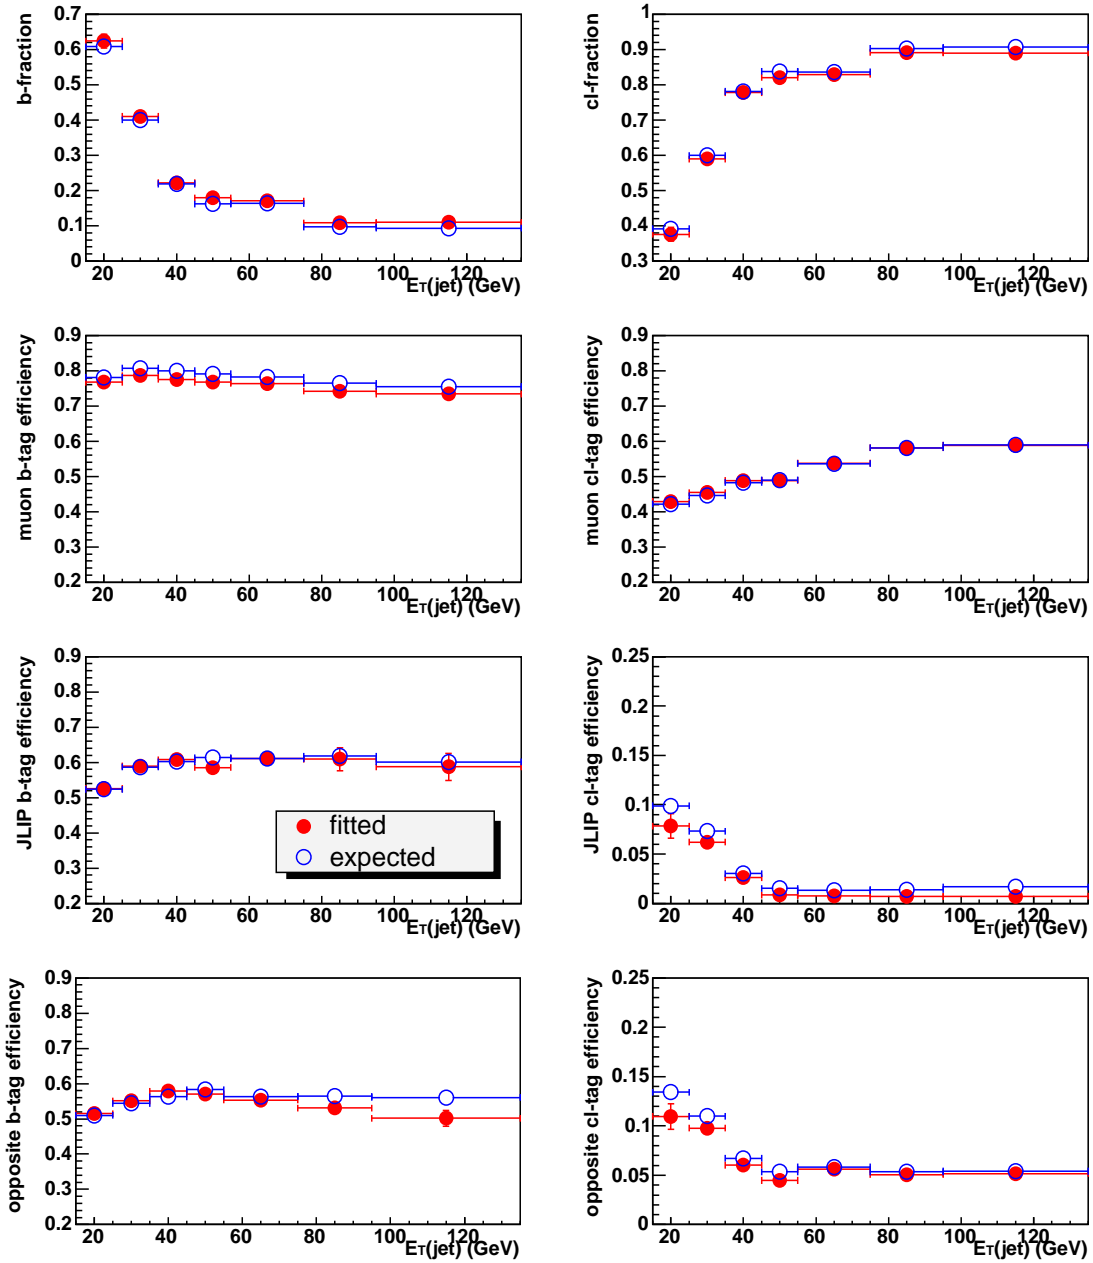 b-fraction
0.7
0.6
0.5
0.4
0.3
0.2
0.1
0
20 40 60 80 100 120
ET(jet) (GeV)
cl-fraction
1
0.9
0.8
0.7
0.6
0.5
0.4
0.3
20 40 60 80 100 120
ET(jet) (GeV)
muon b-tag efficiency
0.9
0.8
0.7
0.6
0.5
0.4
0.3
0.2
20 40 60 80 100 120
ET(jet) (GeV)
muon cl-tag efficiency
0.9
0.8
0.7
0.6
0.5
0.4
0.3
0.2
20 40 60 80 100 120
ET(jet) (GeV)
JLIP b-tag efficiency
0.9
0.8
0.7
0.6
0.5
0.4
0.3
0.2
fitted
expected
20 40 60 80 100 120
ET(jet) (GeV)
JLIP cl-tag efficiency
0.25
0.2
0.15
0.1
0.05
0
20 40 60 80 100 120
ET(jet) (GeV)
opposite b-tag efficiency
0.9
0.8
0.7
0.6
0.5
0.4
0.3
0.2
20 40 60 80 100 120
ET(jet) (GeV)
opposite cl-tag efficiency
0.25
0.2
0.15
0.1
0.05
0
20 40 60 80 100 120
ET(jet) (GeV)